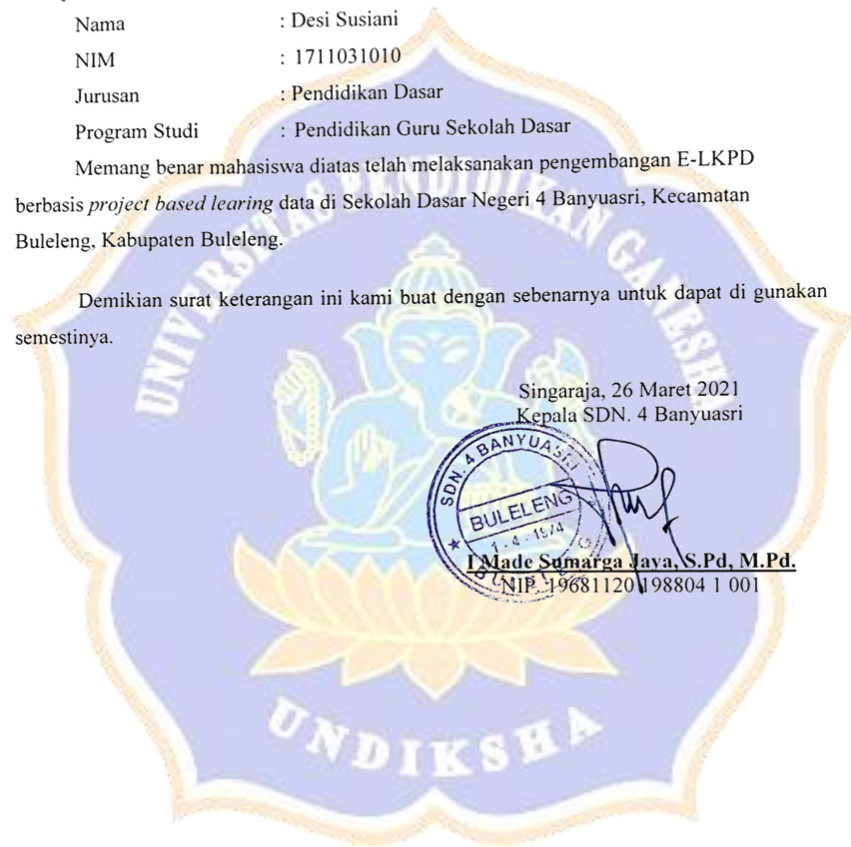 Nama : Desi Susiani
NIM : 1711031010
Jurusan : Pendidikan Dasar
Program Studi : Pendidikan Guru Sekolah Dasar
Memang benar mahasiswa diatas telah melaksanakan pengembangan E-LKPD
berbasis project based learing data di Sekolah Dasar Negeri 4 Banyuasri, Kecamatan
Buleleng, Kabupaten Buleleng.
Demikian surat keterangan ini kami buat dengan sebenarnya untuk dapat di gunakan
semestinya.
Singaraja, 26 Maret 2021
Kepala SDN. 4 Banyuasri
SDN. 4 BANYUASRI
BULELENG
1-4-1974
I Made Sumarga Jaya, S.Pd, M.Pd.
NIP. 19681120 198804 1 001
UNIVERSITAS PENDIDIKAN GANESHA
UNDIKSHA